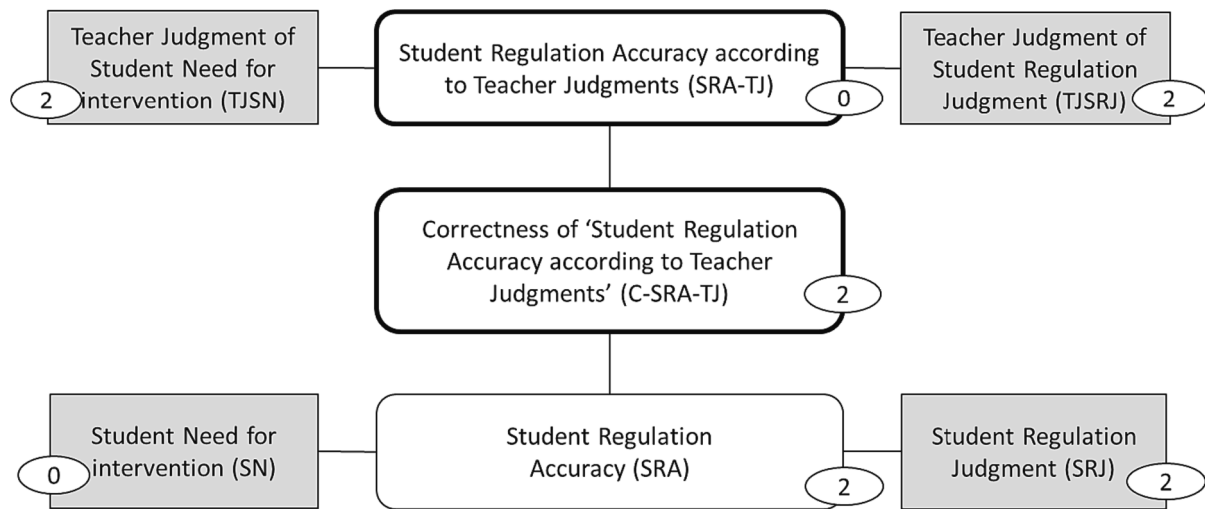 Teacher Judgment of
Student Need for
intervention (TJSN)
2
Student Regulation Accuracy according
to Teacher Judgments (SRA-TJ)
0
Teacher Judgment of
Student Regulation
Judgment (TJSRJ)
2
Correctness of ‘Student Regulation
Accuracy according to Teacher
Judgments’ (C-SRA-TJ)
2
Student Need for
intervention (SN)
0
Student Regulation
Accuracy (SRA)
2
Student Regulation
Judgment (SRJ)
2